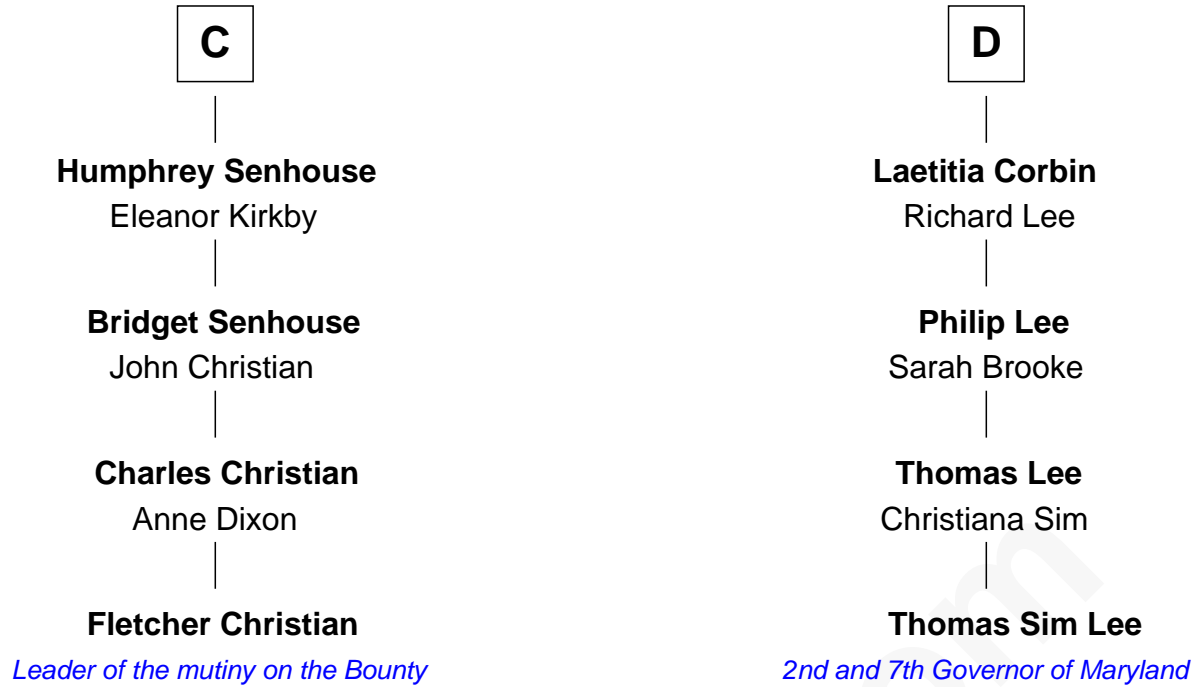 C
Humphrey Senhouse
Eleanor Kirkby
Bridget Senhouse
John Christian
Charles Christian
Anne Dixon
Fletcher Christian
Leader of the mutiny on the Bounty
D
Laetitia Corbin
Richard Lee
Philip Lee
Sarah Brooke
Thomas Lee
Christiana Sim
Thomas Sim Lee
2nd and 7th Governor of Maryland